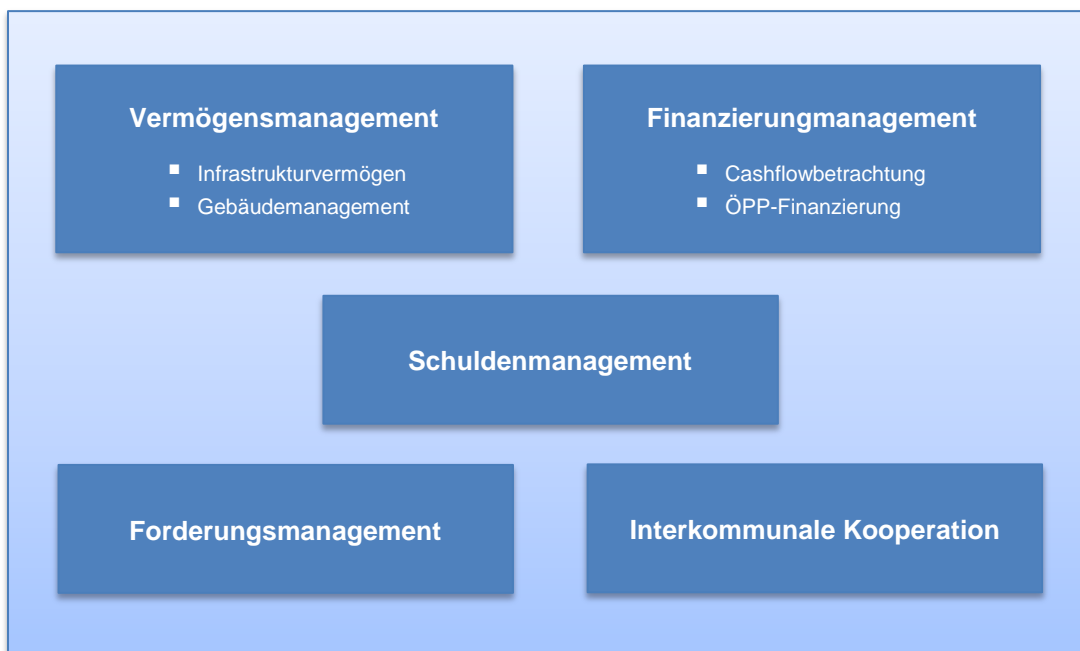 Vermögensmanagement
▪ Infrastrukturvermögen
▪ Gebäudemanagement
Finanzierungmanagement
▪ Cashflowbetrachtung
▪ ÖPP-Finanzierung
Schuldenmanagement
Forderungsmanagement
Interkommunale Kooperation